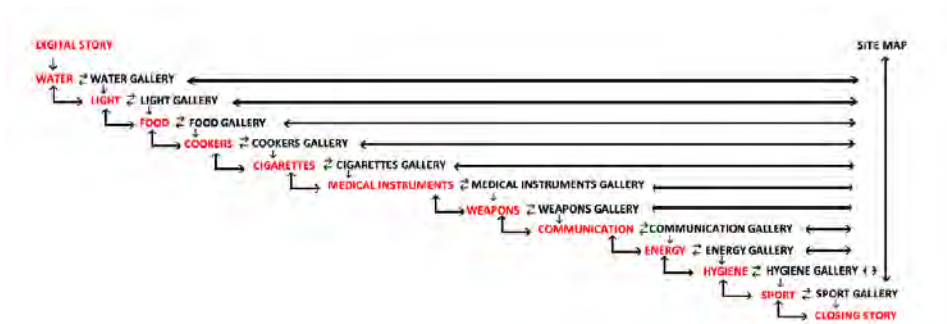 DIGITAL STORY SITE MAP
WATER WATER GALLERY
LIGHT LIGHT GALLERY
FOOD FOOD GALLERY
COOKERS COOKERS GALLERY
CIGARETTES CIGARETTES GALLERY
MEDICAL INSTRUMENTS MEDICAL INSTRUMENTS GALLERY
WEAPONS WEAPONS GALLERY
COMMUNICATION COMMUNICATION GALLERY
ENERGY ENERGY GALLERY
HYGIENE HYGIENE GALLERY
SPORT SPORT GALLERY
CLOSING STORY